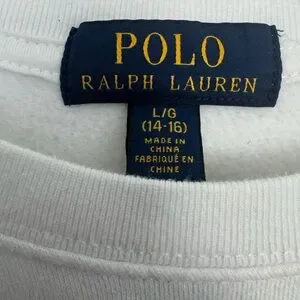 POLO
RALPH LAUREN
L/G
(14-16)
MADE IN
CHINA
FABRIQUÉ EN
CHINE